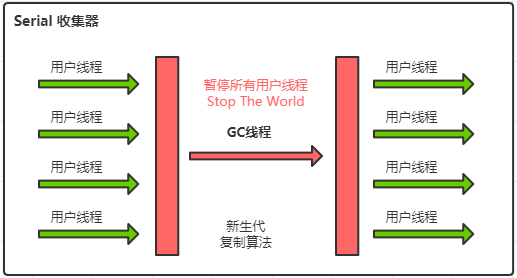 Serial 收集器
用户线程
用户线程
用户线程
用户线程
暂停所有用户线程
Stop The World
GC线程
新生代
复制算法
用户线程
用户线程
用户线程
用户线程